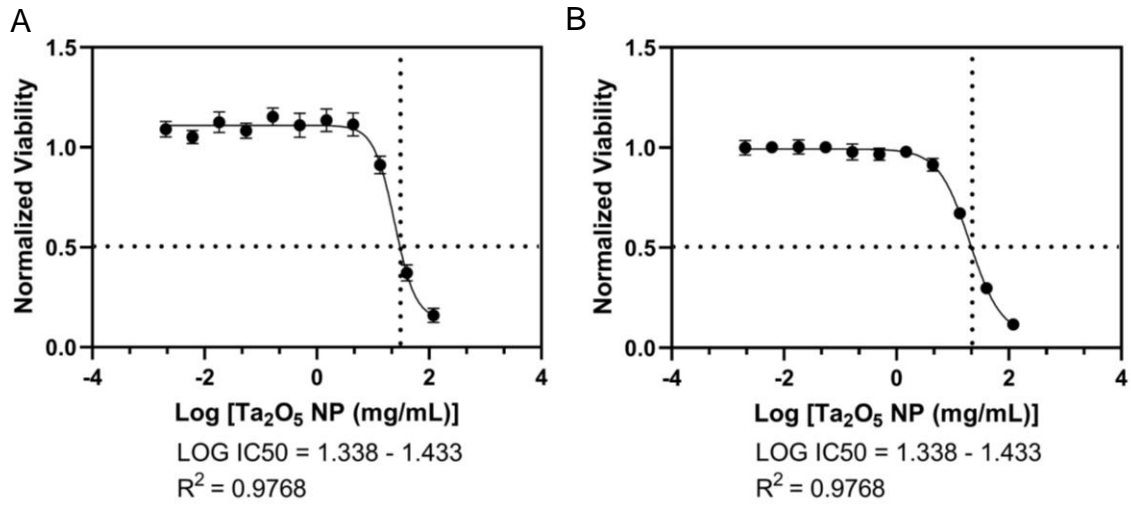 A
1.5
1.0
0.5
0.0
Normalized Viability
-4 -2 0 2 4
Log [Ta₂O₅ NP (mg/mL)]
LOG IC50 = 1.338 - 1.433
R² = 0.9768
B
1.5
1.0
0.5
0.0
Normalized Viability
-4 -2 0 2 4
Log [Ta₂O₅ NP (mg/mL)]
LOG IC50 = 1.338 - 1.433
R² = 0.9768